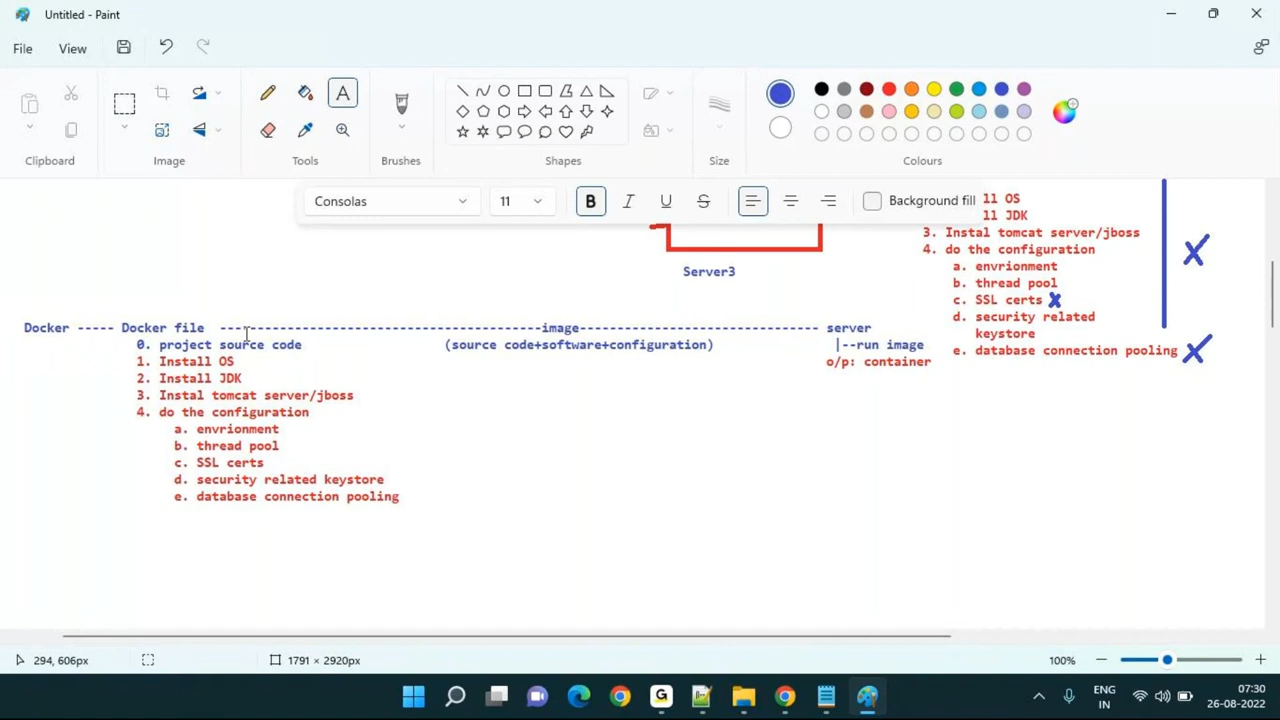 Untitled - Paint
File View
Clipboard
Image
Tools
Brushes
Shapes
Size
Colours
A
Consolas 11 B I U S Background fill
ll OS
ll JDK
3. Instal tomcat server/jboss
4. do the configuration
a. envrionment
b. thread pool
c. SSL certs
d. security related
keystore
e. database connection pooling
Server3
Docker ----- Docker file -------------------------------------------image-------------------------------- server
0. project source code (source code+software+configuration) |--run image
1. Install OS o/p: container
2. Install JDK
3. Instal tomcat server/jboss
4. do the configuration
a. envrionment
b. thread pool
c. SSL certs
d. security related keystore
e. database connection pooling
294, 606px 1791 × 2920px 100%
ENG
IN
07:30
26-08-2022